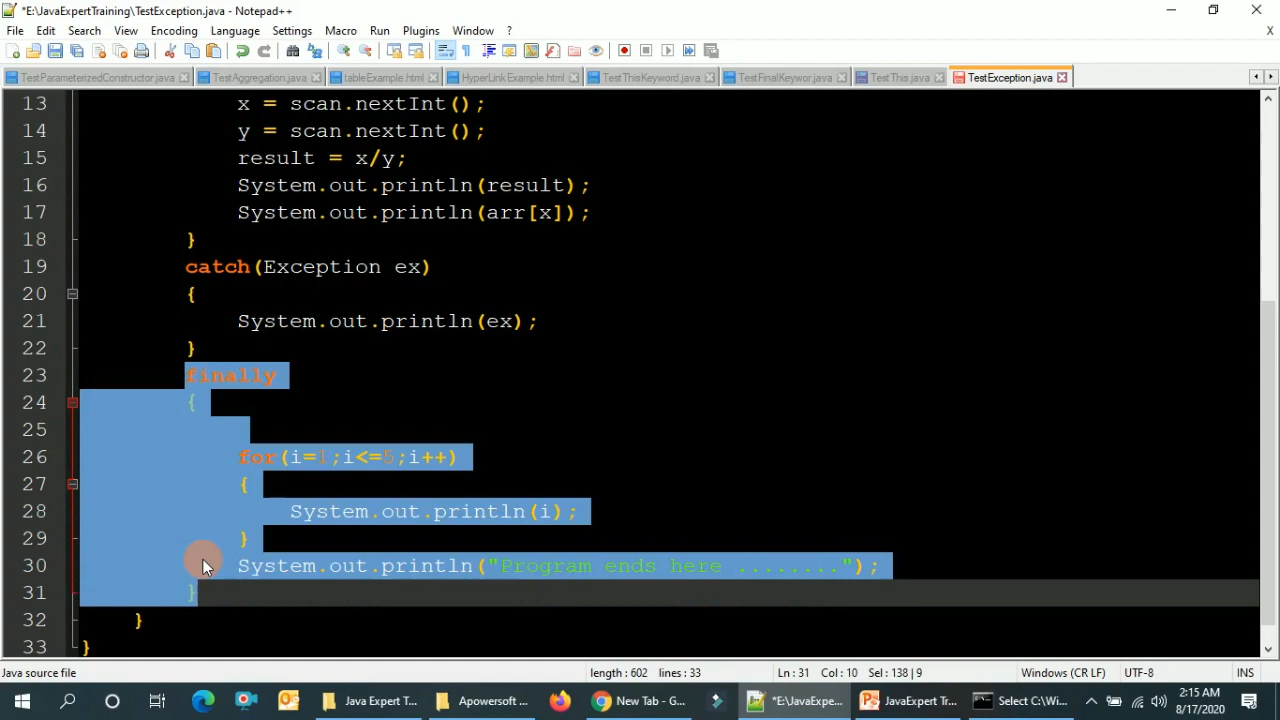 *E:\JavaExpertTraining\TestException.java - Notepad++
File Edit Search View Encoding Language Settings Macro Run Plugins Window ?
X
TestParameterizedConstructor.java TestAggregation.java tableExample.html HyperLinkExample.html TestThisKeyword.java TestFinalKeywor.java TestThis.java TestException.java
13 x = scan.nextInt();
14 y = scan.nextInt();
15 result = x/y;
16 System.out.println(result);
17 System.out.println(arr[x]);
18 }
19 catch(Exception ex)
20 {
21 System.out.println(ex);
22 }
23 finally
24 {
25
26 for(i=1;i<=5;i++)
27 {
28 System.out.println(i);
29 }
30 System.out.println("Program ends here ........");
31 }
32 }
33 }
Java source file length : 602 lines : 33 Ln : 31 Col : 10 Sel : 138 | 9 Windows (CR LF) UTF-8 INS
Java Expert T... Apowersoft ... New Tab - G... *E:\JavaExpe... JavaExpert Tr... Select C:\Win... 2:15 AM
8/17/2020